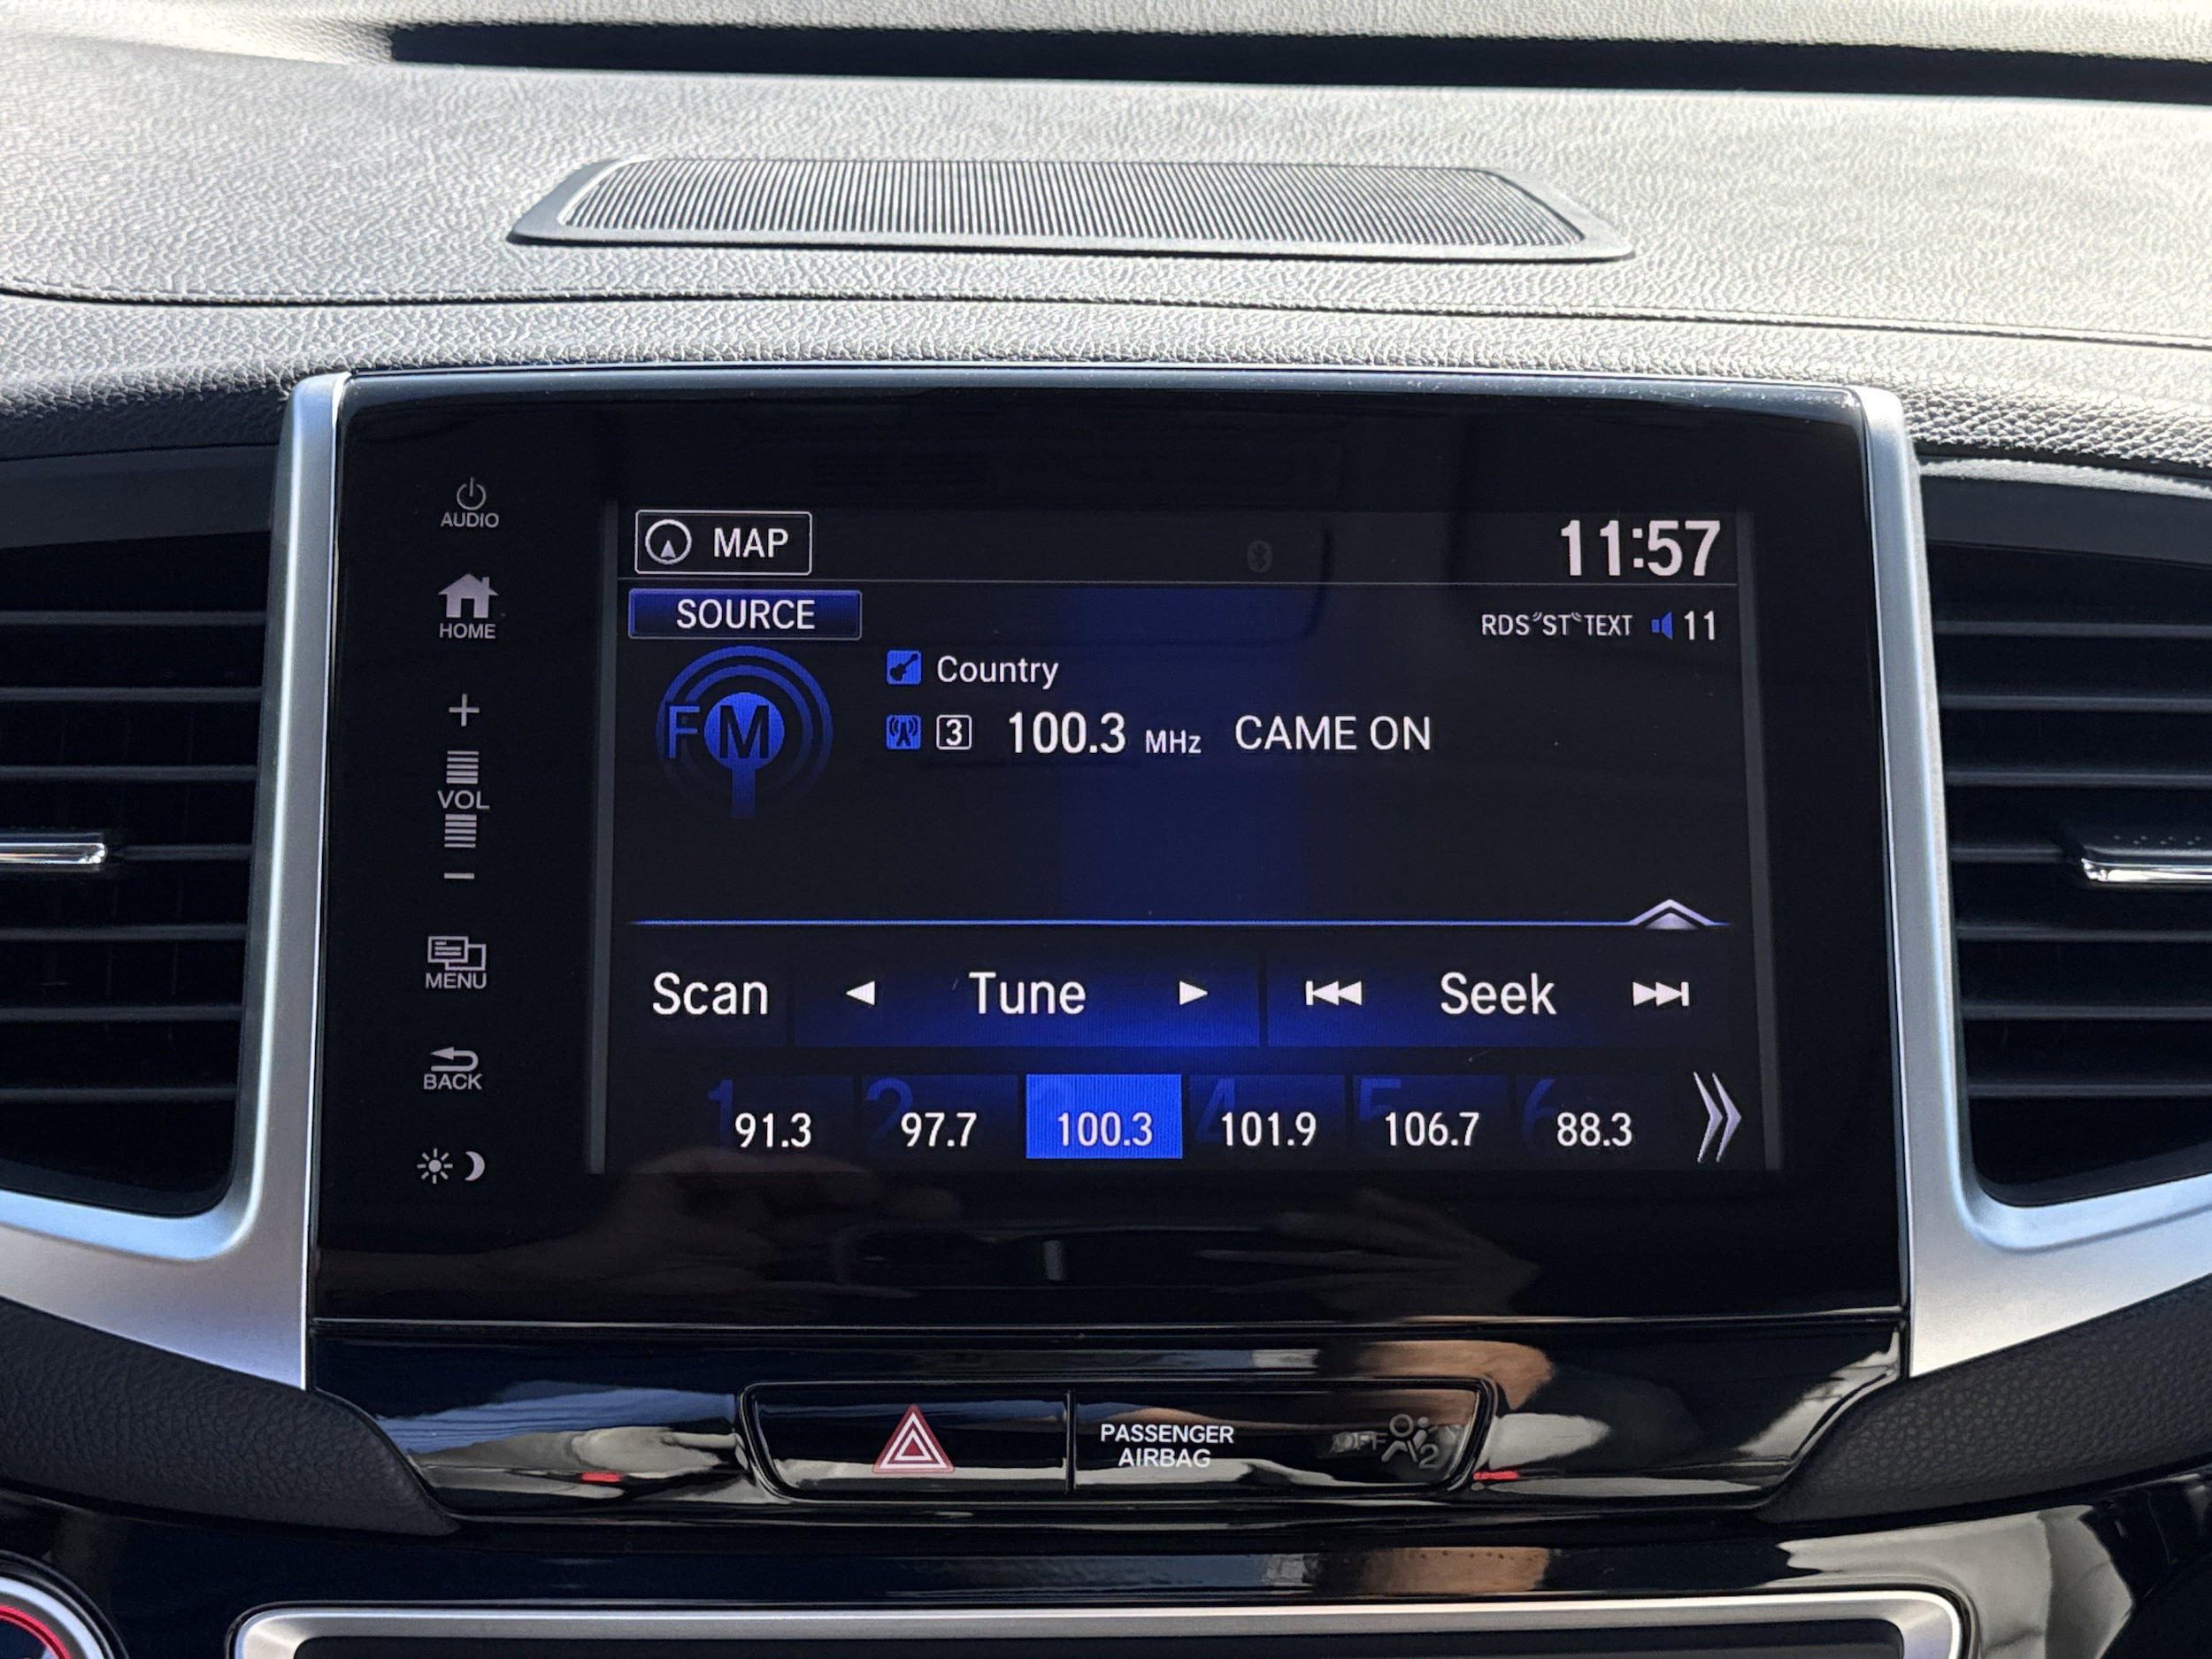 AUDIO
MAP
11:57
HOME
SOURCE
RDS "ST" TEXT 11
Country
FM
3 100.3 MHz CAME ON
+
VOL
−
MENU
Scan Tune Seek
BACK
1 2 4 5 6
91.3 97.7 100.3 101.9 106.7 88.3
PASSENGER
AIRBAG
OFF 2